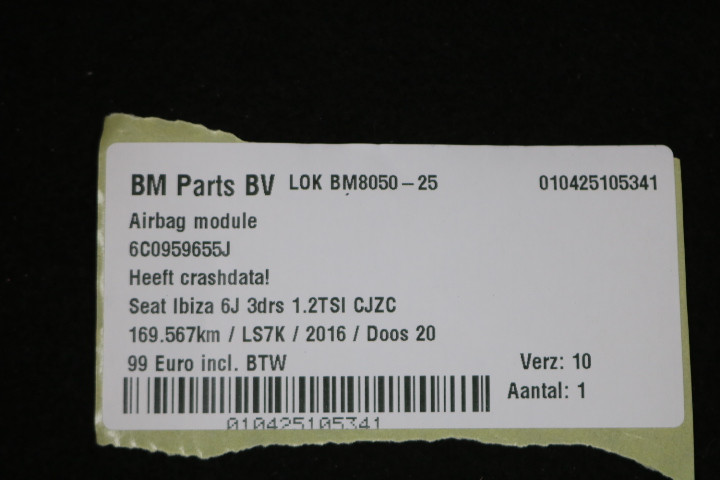 BM Parts BV LOK BM8050-25 010425105341
Airbag module
6C0959655J
Heeft crashdata!
Seat Ibiza 6J 3drs 1.2TSI CJZC
169.567km / LS7K / 2016 / Doos 20
99 Euro incl. BTW Verz: 10
Aantal: 1
010425105341